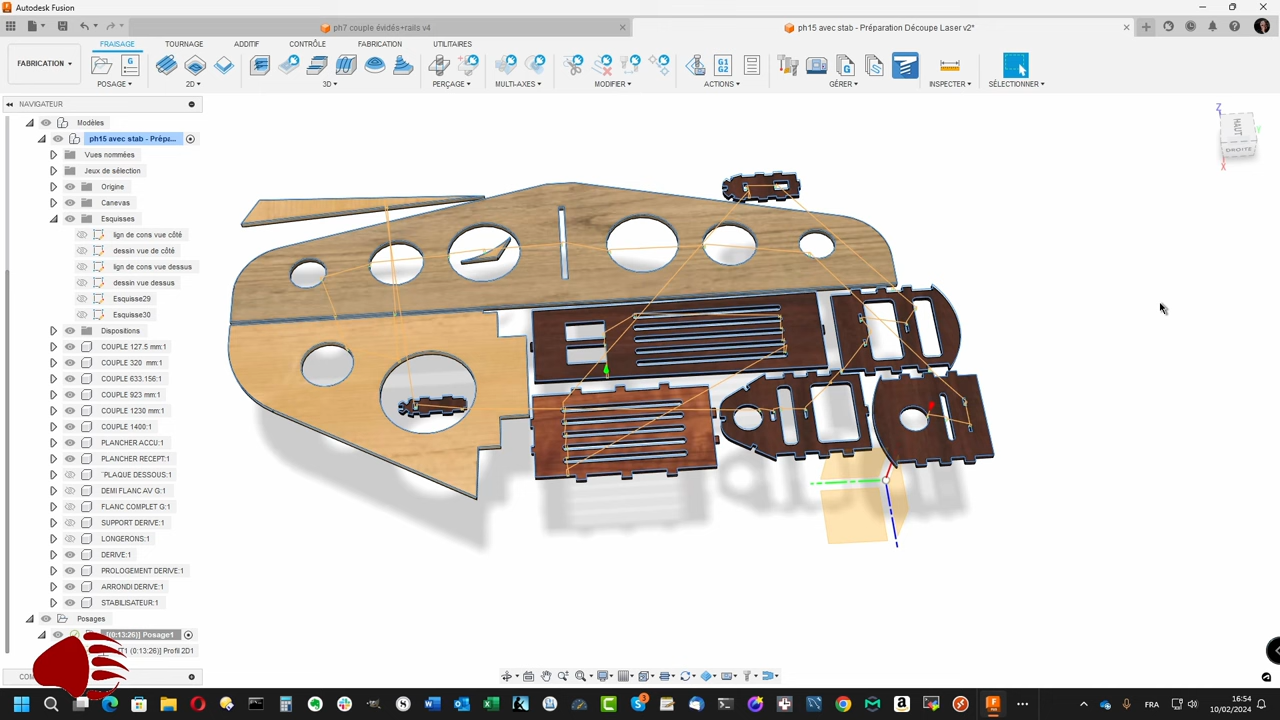 Autodesk Fusion
ph7 couple évidés+rails v4
ph15 avec stab - Préparation Découpe Laser v2*
FABRICATION
FRAISAGE
TOURNAGE
ADDITIF
CONTRÔLE
FABRICATION
UTILITAIRES
POSAGE
2D
3D
PERÇAGE
MULTI-AXES
MODIFIER
ACTIONS
GÉRER
INSPECTER
SÉLECTIONNER
G1
G2
NAVIGATEUR
Modèles
ph15 avec stab - Prépa...
Vues nommées
Jeux de sélection
Origine
Canevas
Esquisses
lign de cons vue côté
dessin vue de côté
lign de cons vue dessus
dessin vue dessus
Esquisse29
Esquisse30
Dispositions
COUPLE 127.5 mm:1
COUPLE 320 mm:1
COUPLE 633.156:1
COUPLE 923 mm:1
COUPLE 1230 mm:1
COUPLE 1400:1
PLANCHER ACCU:1
PLANCHER RECEPT:1
¨PLAQUE DESSOUS:1
DEMI FLANC AV G:1
FLANC COMPLET G:1
SUPPORT DERIVE:1
LONGERONS:1
DERIVE:1
PROLOGEMENT DERIVE:1
ARRONDI DERIVE:1
STABILISATEUR:1
Posages
[(0:13:26)] Posage1
T1 (0:13:26)] Profil 2D1
Z
HAUT
DROITE
X
FRA
16:54
10/02/2024